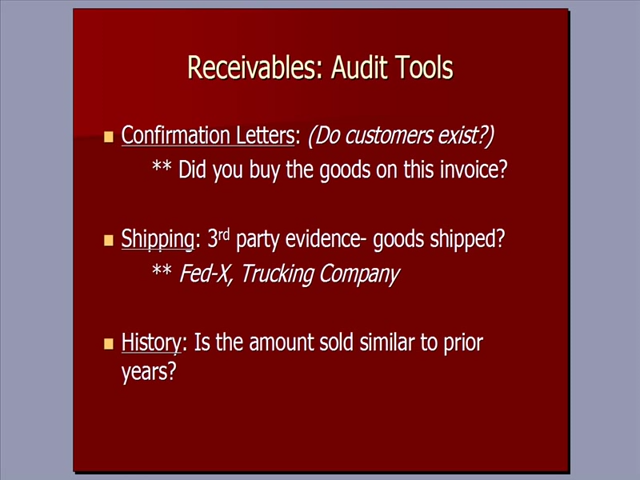 Receivables: Audit Tools
Confirmation Letters: (Do customers exist?)
** Did you buy the goods on this invoice?
Shipping: 3rd party evidence- goods shipped?
** Fed-X, Trucking Company
History: Is the amount sold similar to prior
years?